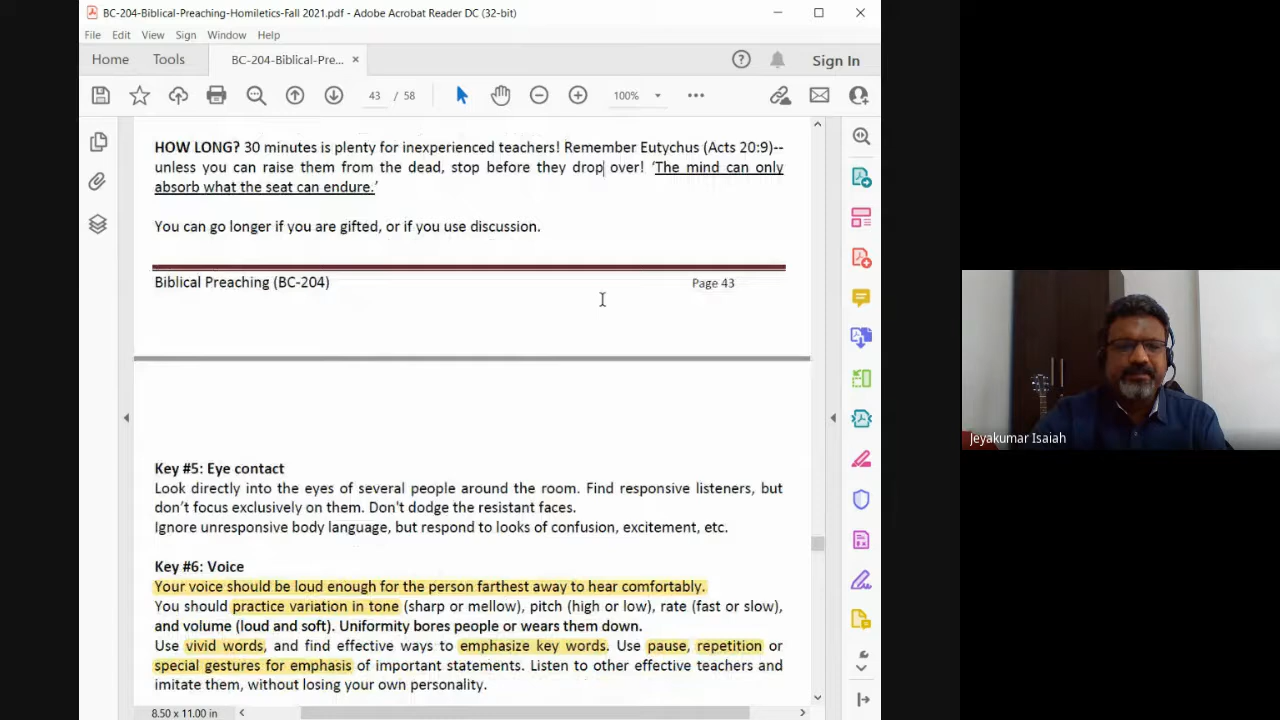 BC-204-Biblical-Preaching-Homiletics-Fall 2021.pdf - Adobe Acrobat Reader DC (32-bit)
File Edit View Sign Window Help
Home Tools BC-204-Biblical-Pre... × Sign In
43 / 58 100%
HOW LONG? 30 minutes is plenty for inexperienced teachers! Remember Eutychus (Acts 20:9)--
unless you can raise them from the dead, stop before they drop over! ‘The mind can only
absorb what the seat can endure.’
You can go longer if you are gifted, or if you use discussion.
Biblical Preaching (BC-204) Page 43
Key #5: Eye contact
Look directly into the eyes of several people around the room. Find responsive listeners, but
don’t focus exclusively on them. Don't dodge the resistant faces.
Ignore unresponsive body language, but respond to looks of confusion, excitement, etc.
Key #6: Voice
Your voice should be loud enough for the person farthest away to hear comfortably.
You should practice variation in tone (sharp or mellow), pitch (high or low), rate (fast or slow),
and volume (loud and soft). Uniformity bores people or wears them down.
Use vivid words, and find effective ways to emphasize key words. Use pause, repetition or
special gestures for emphasis of important statements. Listen to other effective teachers and
imitate them, without losing your own personality.
8.50 x 11.00 in
Jeyakumar Isaiah